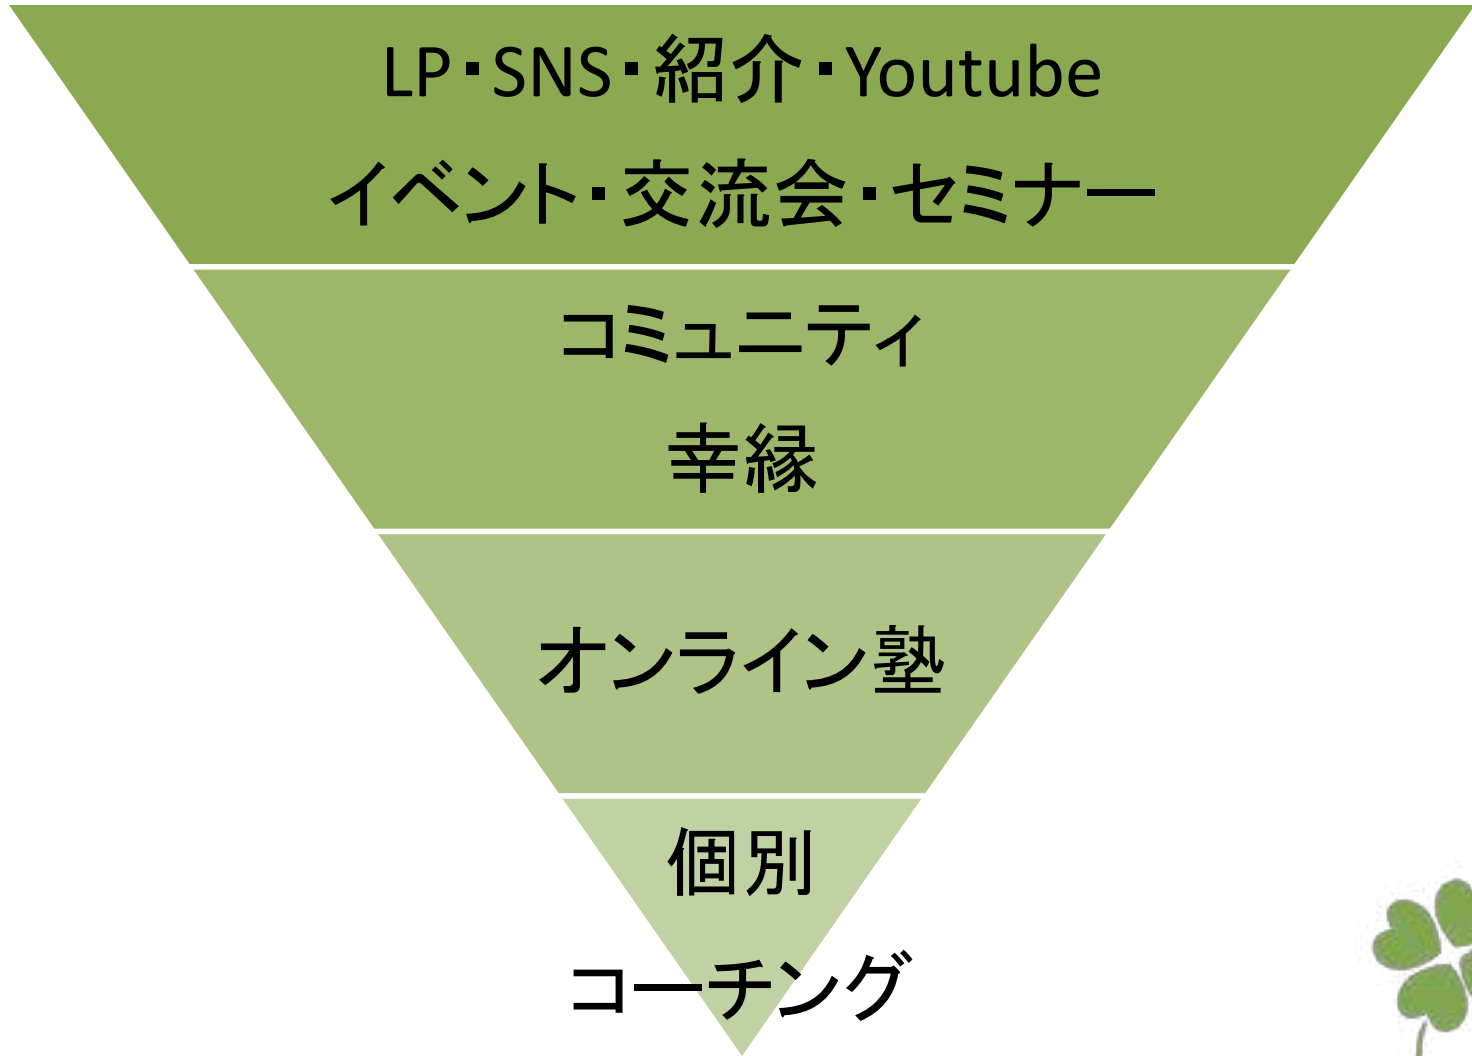 LP・SNS・紹介・Youtube
イベント・交流会・セミナー
コミュニティ
幸縁
オンライン塾
個別
コーチング